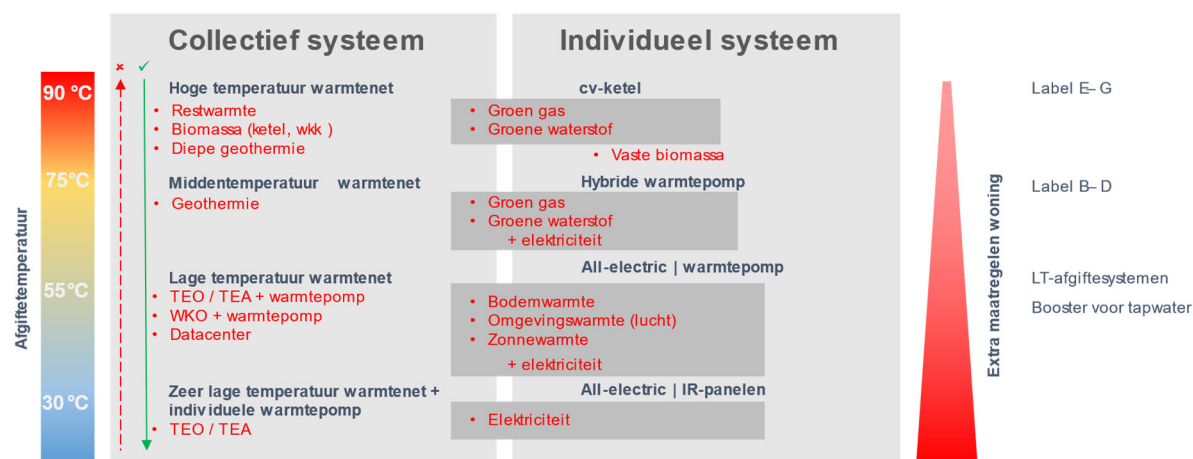 Collectief systeem
Individueel systeem
Afgiftetemperatuur
90 °C
75°C
55°C
30°C
Hoge temperatuur warmtenet
• Restwarmte
• Biomassa (ketel, wkk )
• Diepe geothermie
Middentemperatuur warmtenet
• Geothermie
Lage temperatuur warmtenet
• TEO / TEA + warmtepomp
• WKO + warmtepomp
• Datacenter
Zeer lage temperatuur warmtenet +
individuele warmtepomp
• TEO / TEA
cv-ketel
• Groen gas
• Groene waterstof
• Vaste biomassa
Hybride warmtepomp
• Groen gas
• Groene waterstof
+ elektriciteit
All-electric | warmtepomp
• Bodemwarmte
• Omgevingswarmte (lucht)
• Zonnewarmte
+ elektriciteit
All-electric | IR-panelen
• Elektriciteit
Extra maatregelen woning
Label E– G
Label B– D
LT-afgiftesystemen
Booster voor tapwater